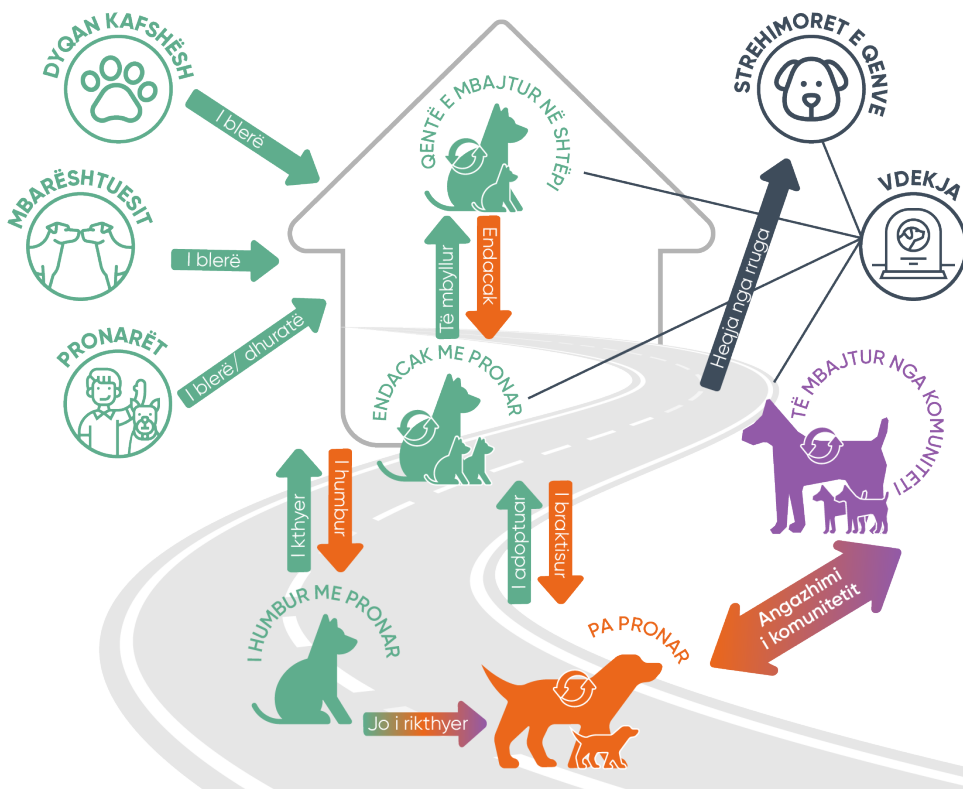 DYQAN KAFSHËSH
I blerë
MBARËSHTUESIT
I blerë
PRONARËT
I blerë/ dhuratë
QENTË E MBAJTUR NË SHTËPI
Të mbyllur
Endacak
ENDACAK ME PRONAR
STREHIMORET E QENVE
VDEKJA
Heqja nga rruga
TË MBAJTUR NGA KOMUNITETI
I kthyer
I humbur
I adoptuar
I braktisur
Angazhimi
i komunitetit
I HUMBUR ME PRONAR
PA PRONAR
Jo i rikthyer